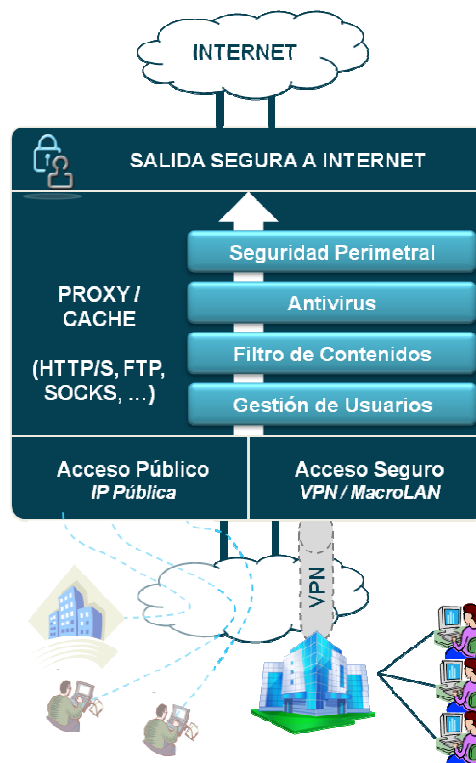 INTERNET
SALIDA SEGURA A INTERNET
Seguridad Perimetral
Antivirus
Filtro de Contenidos
Gestión de Usuarios
PROXY /
CACHE
(HTTP/S, FTP,
SOCKS, ...)
Acceso Público
IP Pública
Acceso Seguro
VPN / MacroLAN
VPN